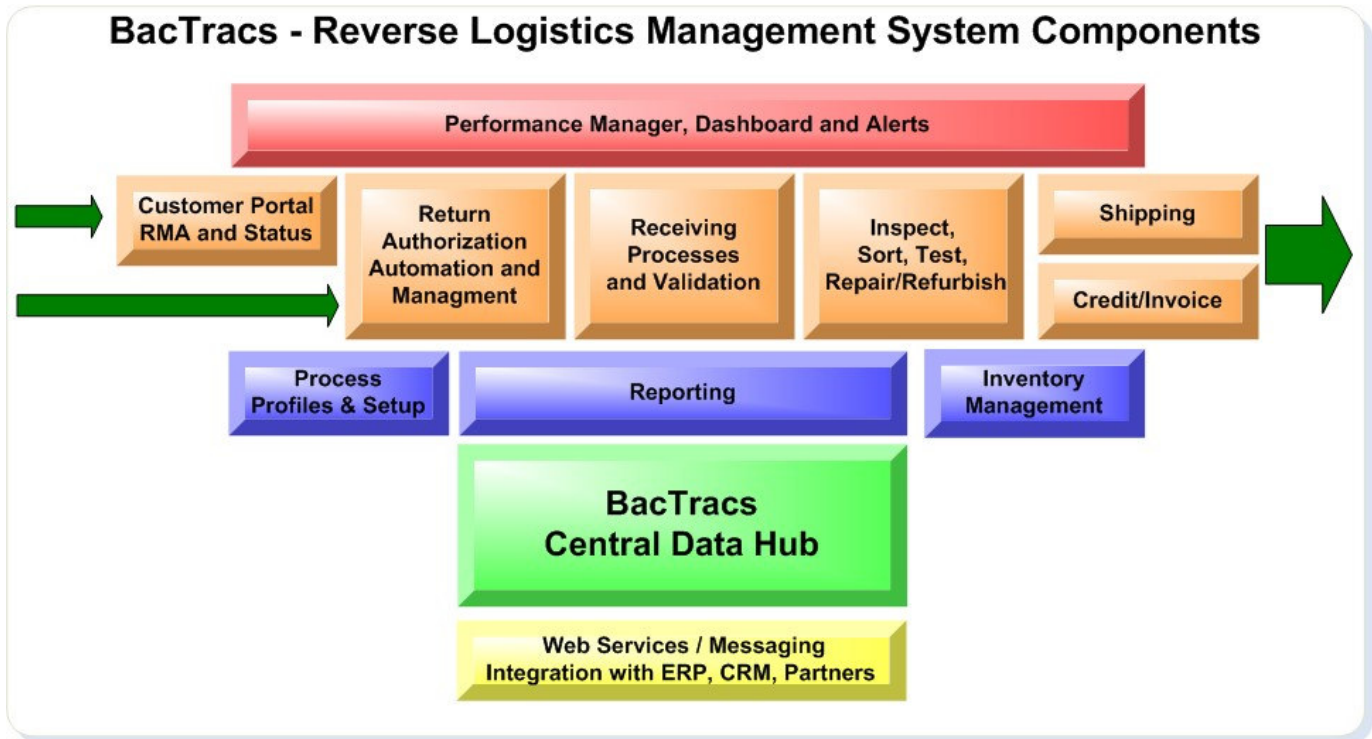 BacTracs - Reverse Logistics Management System Components
Performance Manager, Dashboard and Alerts
Customer Portal
RMA and Status
Return
Authorization
Automation and
Managment
Receiving
Processes
and Validation
Inspect,
Sort, Test,
Repair/Refurbish
Shipping
Credit/Invoice
Process
Profiles & Setup
Reporting
Inventory
Management
BacTracs
Central Data Hub
Web Services / Messaging
Integration with ERP, CRM, Partners